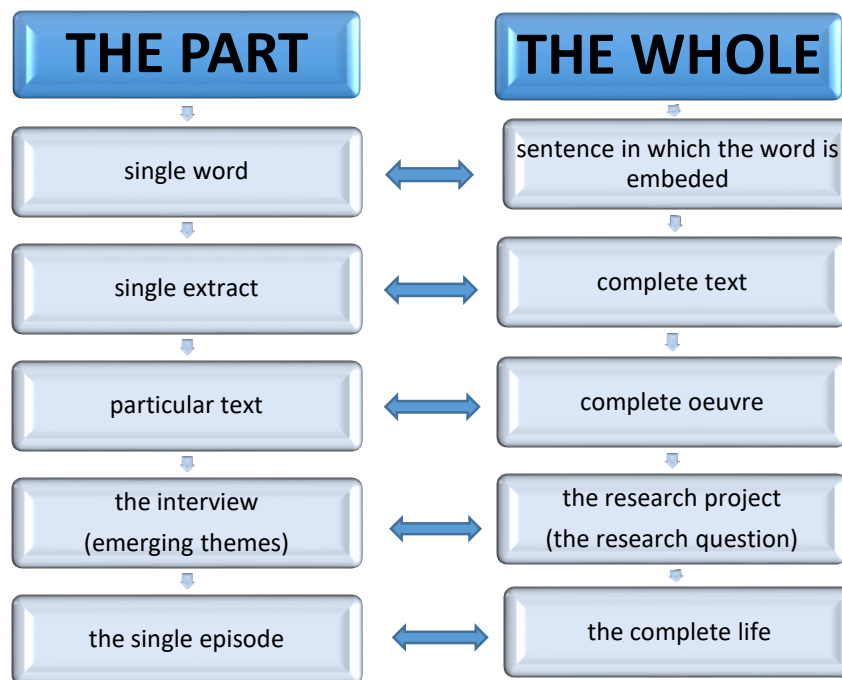 THE PART
THE WHOLE
single word
sentence in which the word is
embeded
single extract
complete text
particular text
complete oeuvre
the interview
(emerging themes)
the research project
(the research question)
the single episode
the complete life